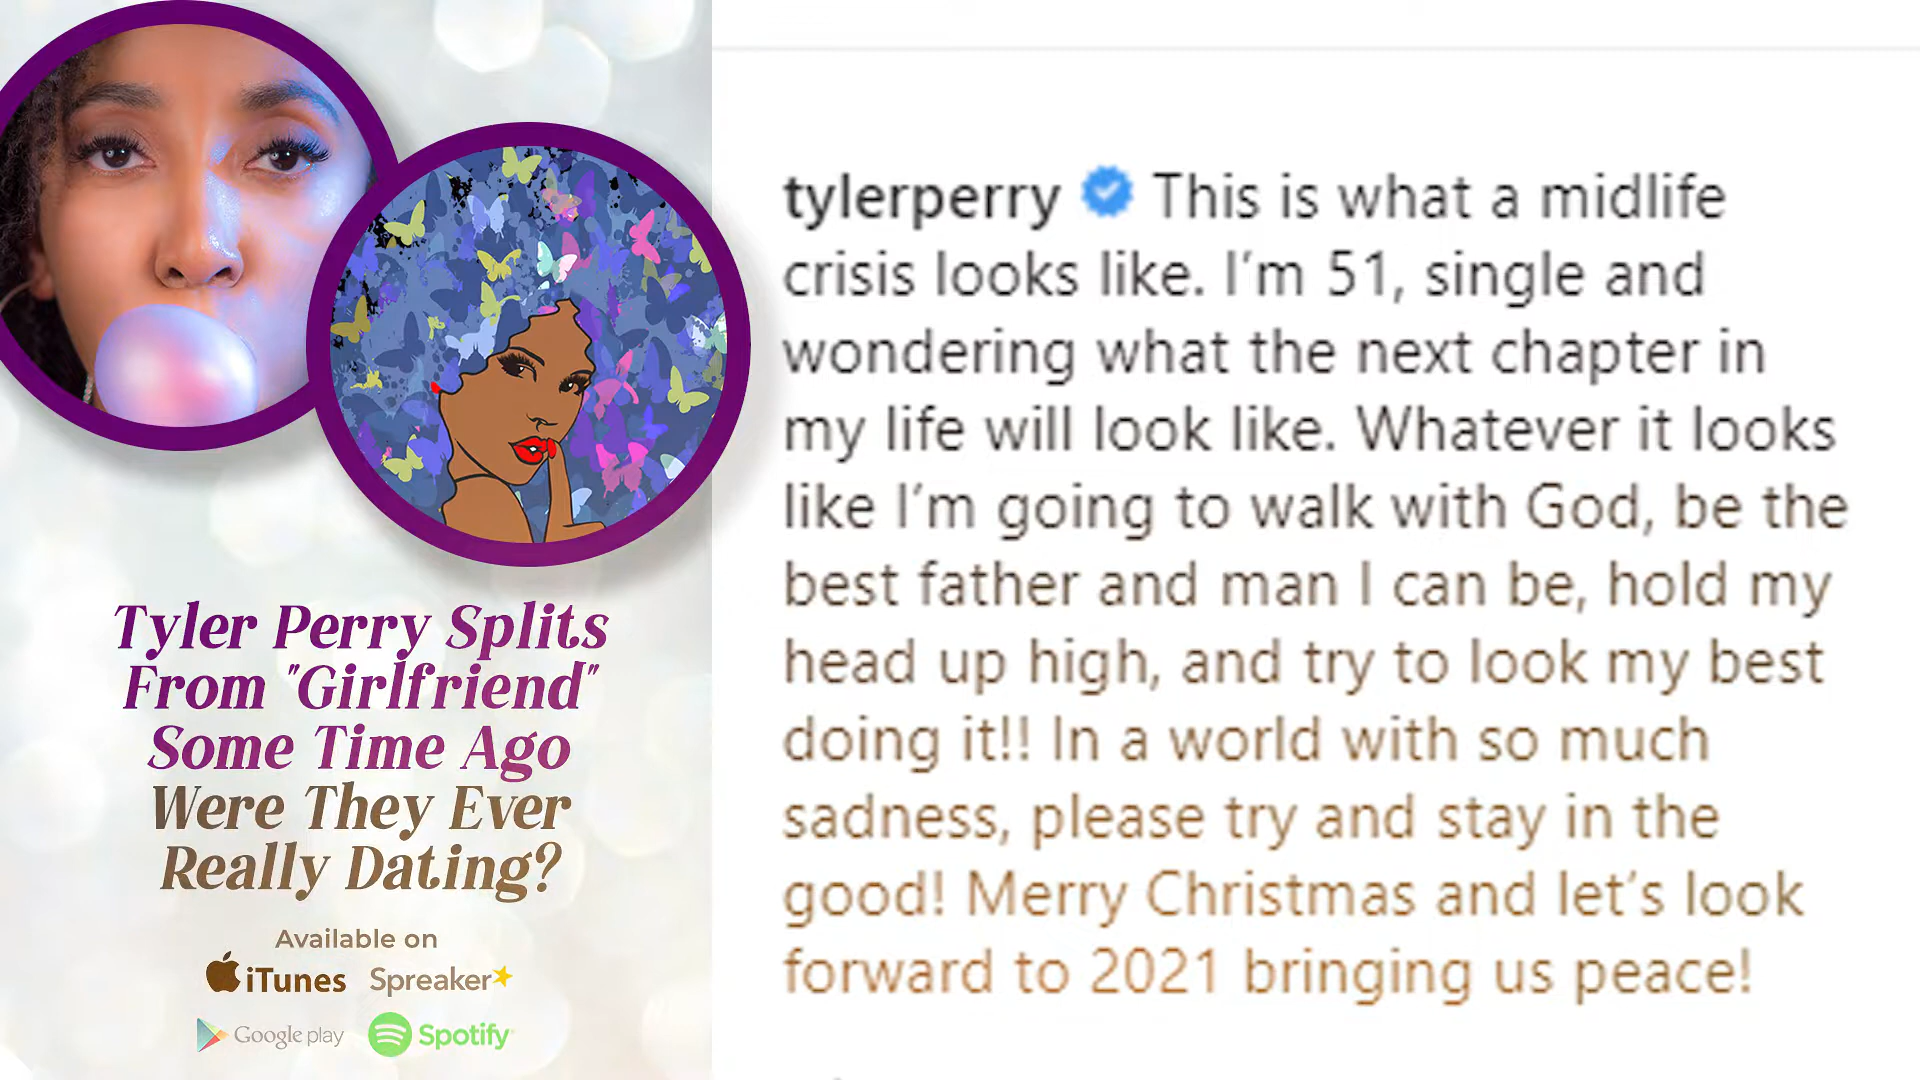 Tyler Perry Splits
From "Girlfriend"
Some Time Ago
Were They Ever
Really Dating?
Available on
iTunes Spreaker
Google play Spotify
tylerperry This is what a midlife
crisis looks like. I'm 51, single and
wondering what the next chapter in
my life will look like. Whatever it looks
like I'm going to walk with God, be the
best father and man I can be, hold my
head up high, and try to look my best
doing it!! In a world with so much
sadness, please try and stay in the
good! Merry Christmas and let's look
forward to 2021 bringing us peace!